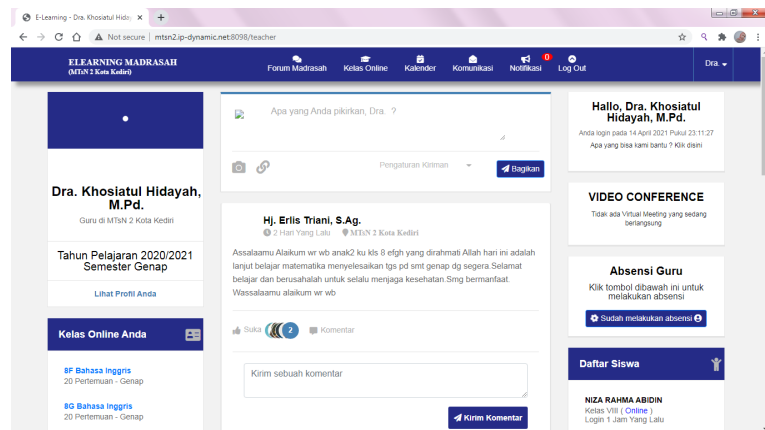 E-Learning - Dra. Khosiatul Hiday
Not secure | mtsn2.ip-dynamic.net:8098/teacher
ELEARNING MADRASAH
(MTsN 2 Kota Kediri)
Forum Madrasah
Kelas Online
Kalender
Komunikasi
Notifikasi
0
Log Out
Dra.
Dra. Khosiatul Hidayah, M.Pd.
Guru di MTsN 2 Kota Kediri
Tahun Pelajaran 2020/2021
Semester Genap
Lihat Profil Anda
Kelas Online Anda
8F Bahasa Inggris
20 Pertemuan - Genap
8G Bahasa Inggris
20 Pertemuan - Genap
Apa yang Anda pikirkan, Dra. ?
Pengaturan Kiriman
Bagikan
Hj. Erlis Triani, S.Ag.
2 Hari Yang Lalu
MTsN 2 Kota Kediri
Assalaamu Alaikum wr wb anak2 ku kls 8 efgh yang dirahmati Allah hari ini adalah
lanjut belajar matematika menyelesaikan tgs pd smt genap dg segera.Selamat
belajar dan berusahalah untuk selalu menjaga kesehatan.Smg bermanfaat.
Wassalaamu alaikum wr wb
Suka
2
Komentar
Kirim sebuah komentar
Kirim Komentar
Hallo, Dra. Khosiatul
Hidayah, M.Pd.
Anda login pada 14 April 2021 Pukul 23:11:27
Apa yang bisa kami bantu ? Klik disini
VIDEO CONFERENCE
Tidak ada Virtual Meeting yang sedang
berlangsung
Absensi Guru
Klik tombol dibawah ini untuk
melakukan absensi
Sudah melakukan absensi
Daftar Siswa
NIZA RAHMA ABIDIN
Kelas VIII ( Online )
Login 1 Jam Yang Lalu